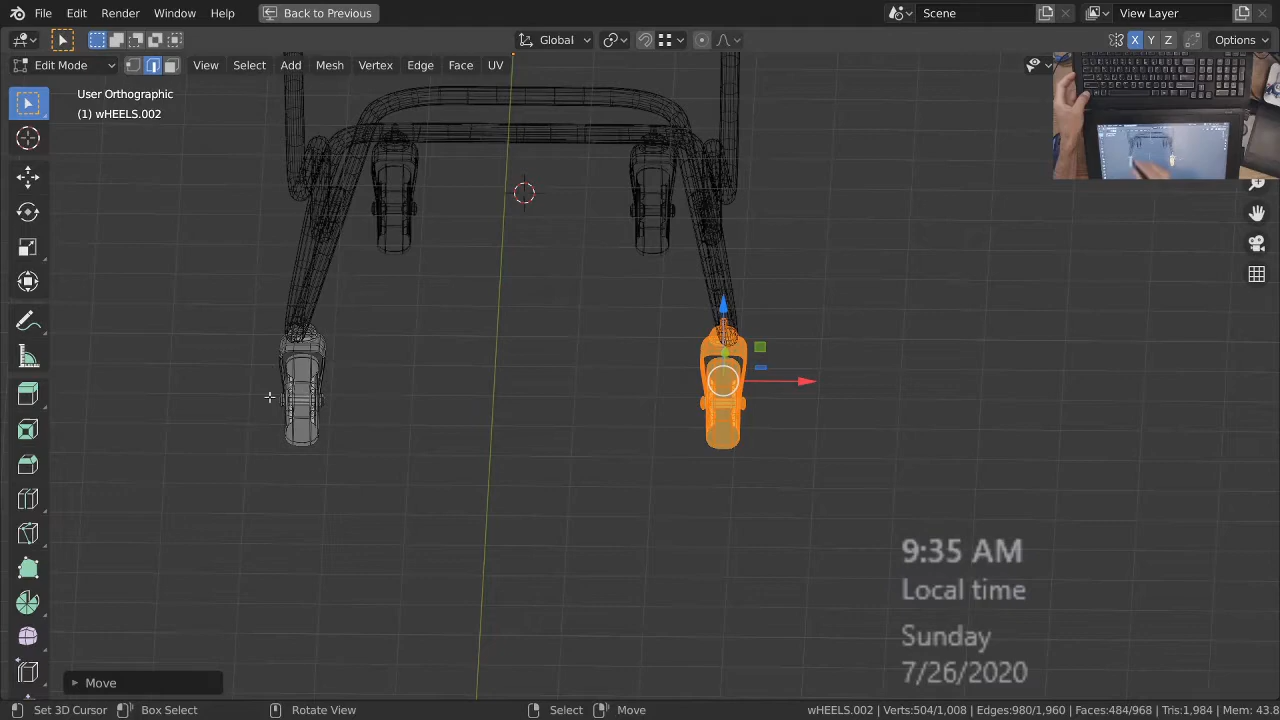 File Edit Render Window Help Back to Previous Scene View Layer
Global X Y Z Options
Edit Mode View Select Add Mesh Vertex Edge Face UV
User Orthographic
(1) wHEELS.002
9:35 AM
Local time
Sunday
7/26/2020
Move
Set 3D Cursor Box Select Rotate View Select Move wHEELS.002 | Verts:504/1,008 | Edges:980/1,960 | Faces:484/968 | Tris:1,984 | Mem: 43.8